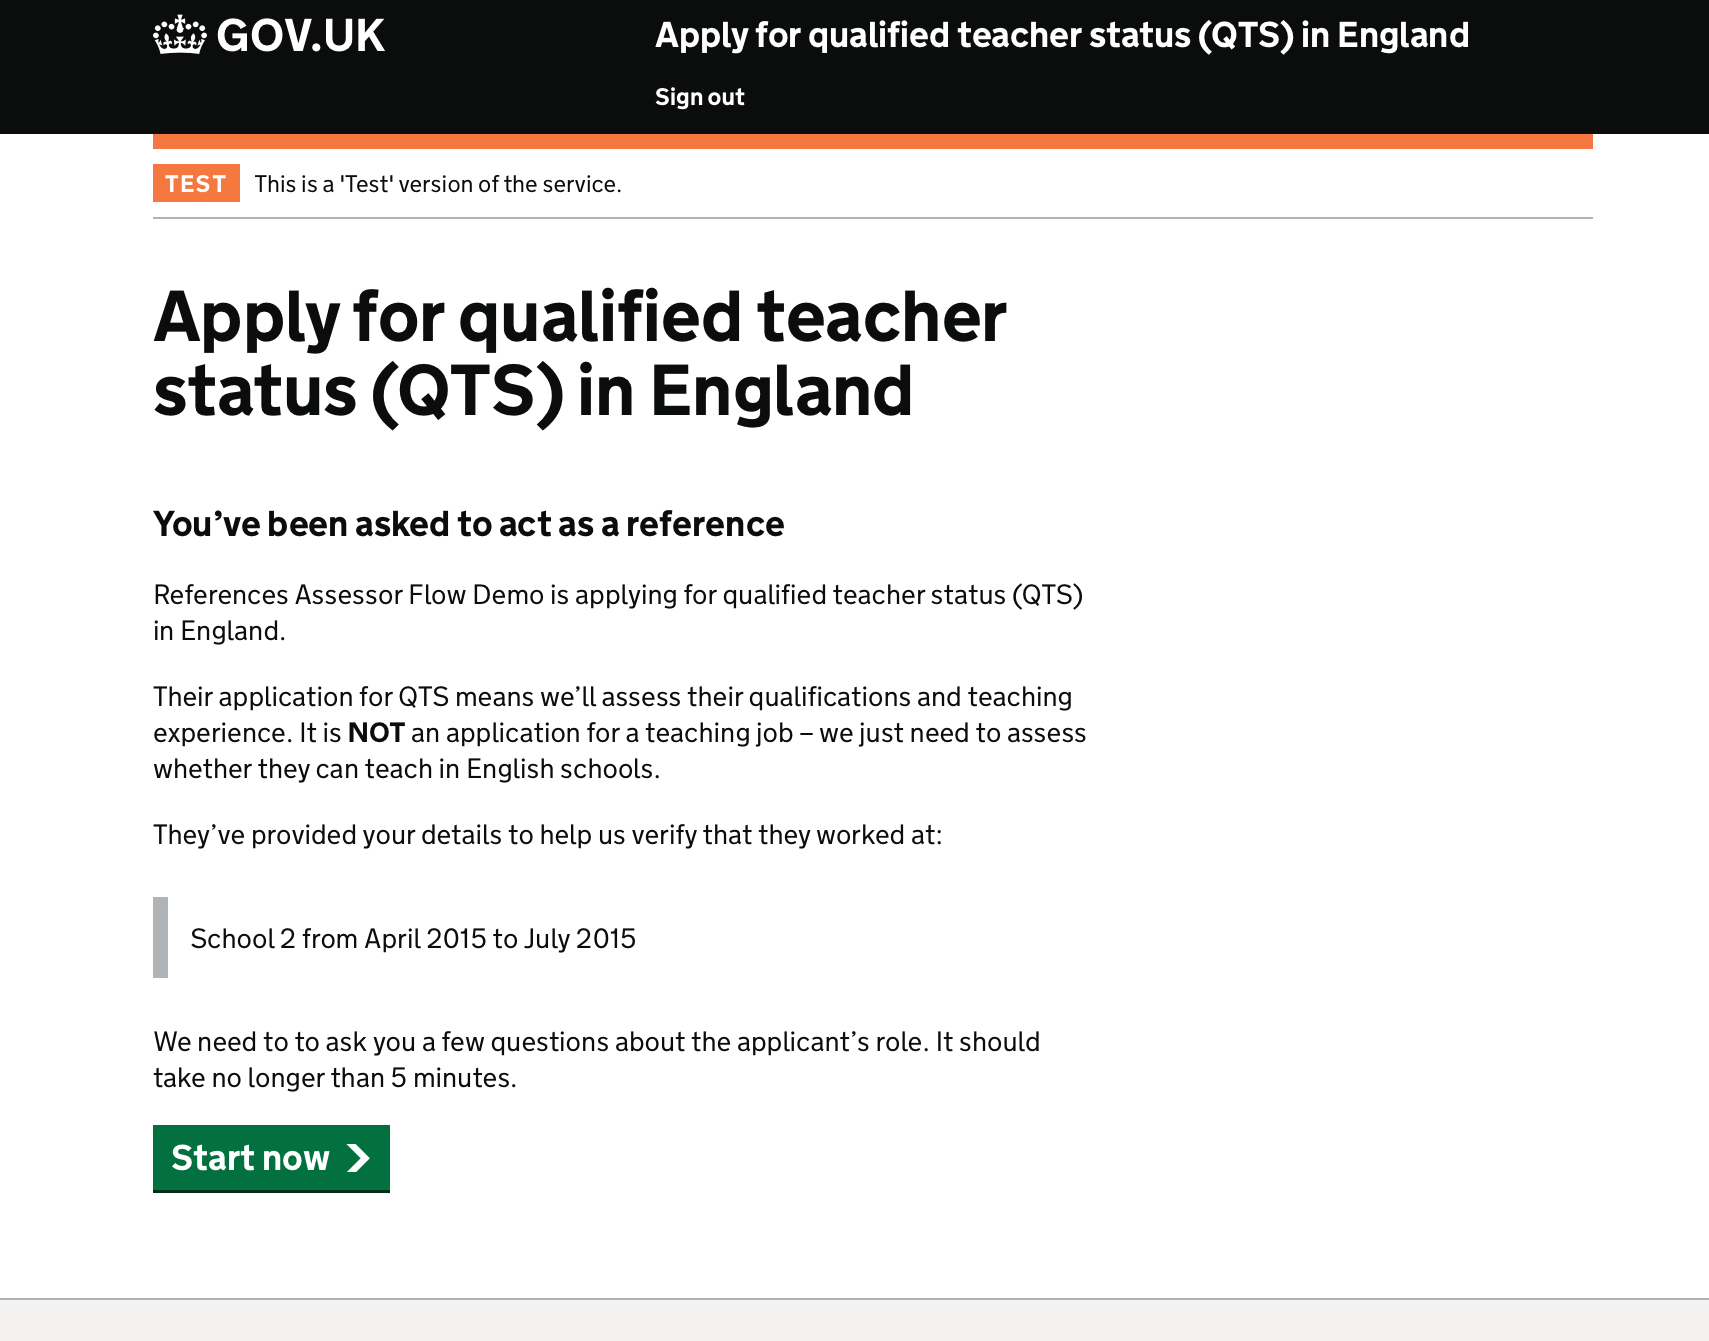 GOV.UK
Apply for qualified teacher status (QTS) in England
Sign out
TEST This is a 'Test' version of the service.
Apply for qualified teacher
status (QTS) in England
You’ve been asked to act as a reference
References Assessor Flow Demo is applying for qualified teacher status (QTS)
in England.
Their application for QTS means we’ll assess their qualifications and teaching
experience. It is NOT an application for a teaching job – we just need to assess
whether they can teach in English schools.
They’ve provided your details to help us verify that they worked at:
School 2 from April 2015 to July 2015
We need to to ask you a few questions about the applicant’s role. It should
take no longer than 5 minutes.
Start now